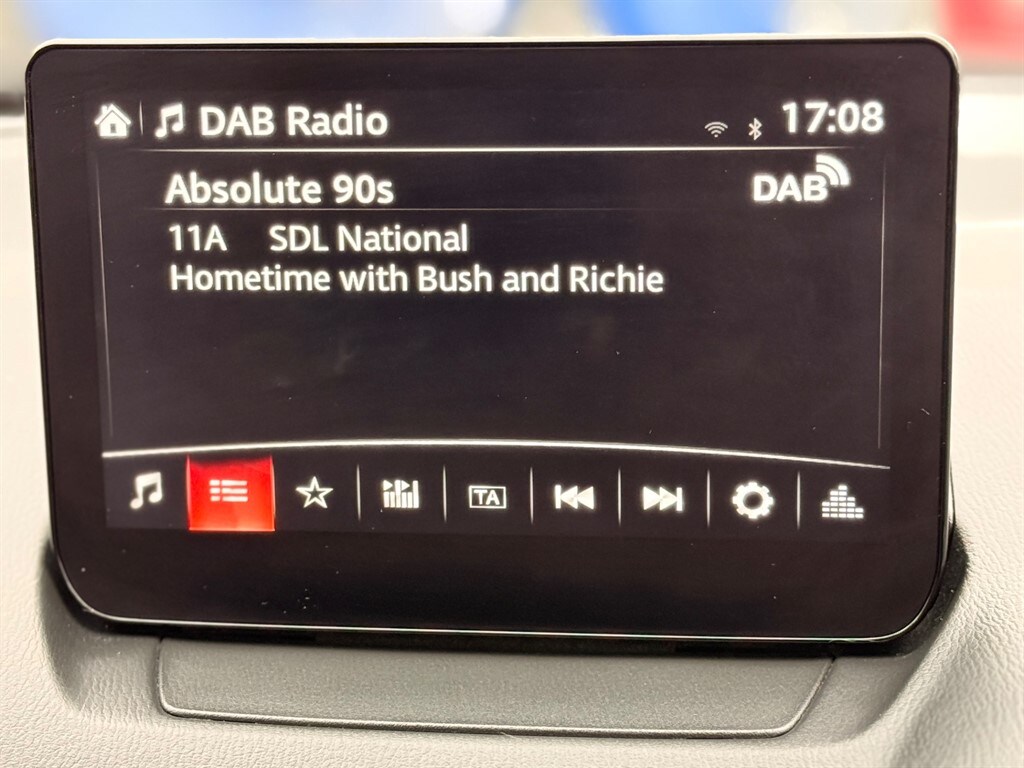 DAB Radio 17:08
Absolute 90s DAB
11A SDL National
Hometime with Bush and Richie
TA